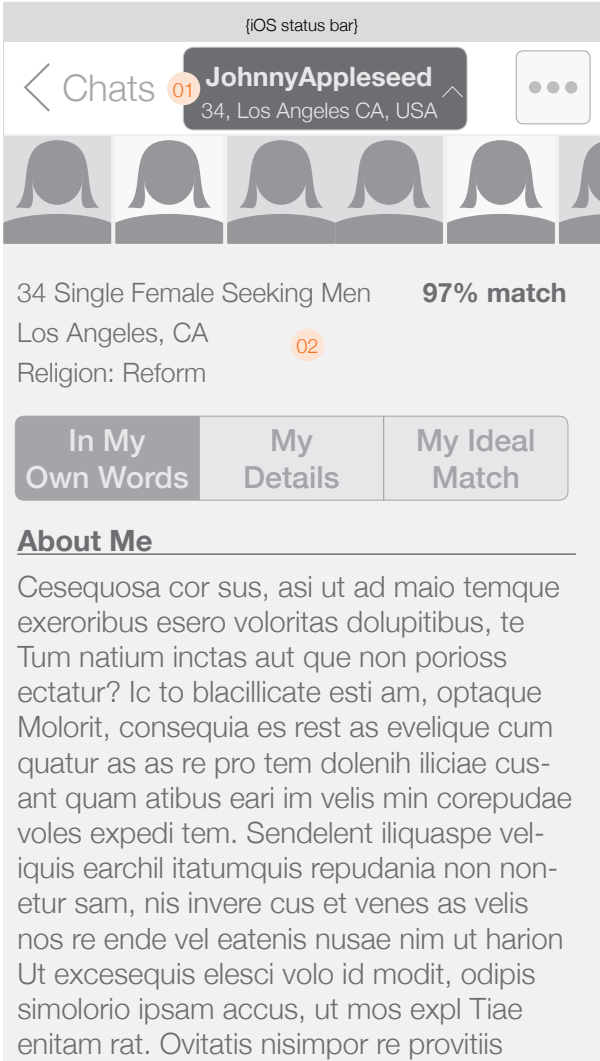 {iOS status bar}
Chats
01
JohnnyAppleseed
34, Los Angeles CA, USA
34 Single Female Seeking Men
97% match
Los Angeles, CA
02
Religion: Reform
In My
Own Words
My
Details
My Ideal
Match
About Me
Cesequosa cor sus, asi ut ad maio temque
exeroribus esero voloritas dolupitibus, te
Tum natium inctas aut que non porioss
ectatur? Ic to blacillicate esti am, optaque
Molorit, consequia es rest as evelique cum
quatur as as re pro tem dolenih iliciae cus-
ant quam atibus eari im velis min corepudae
voles expedi tem. Sendelent iliquaspe vel-
iquis earchil itatumquis repudania non non-
etur sam, nis invere cus et venes as velis
nos re ende vel eatenis nusae nim ut harion
Ut excesequis elesci volo id modit, odipis
simolorio ipsam accus, ut mos expl Tiae
enitam rat. Ovitatis nisimpor re provitiis